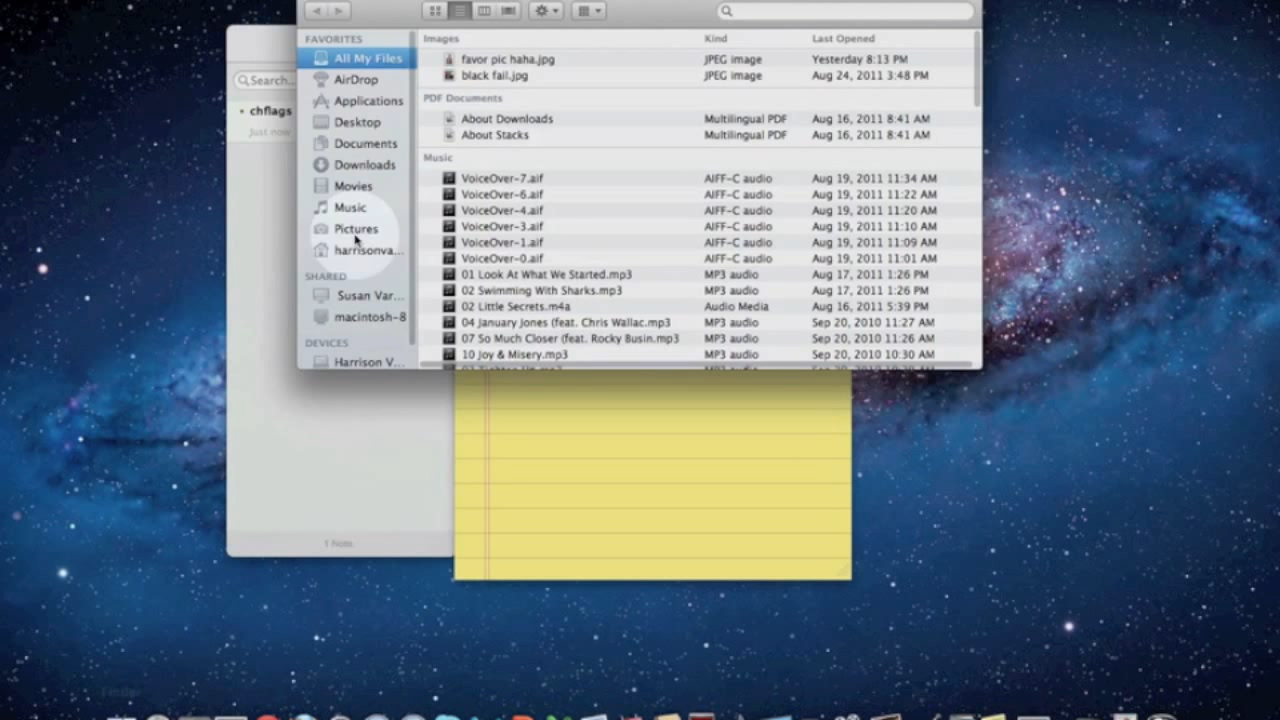 FAVORITES
All My Files
AirDrop
Applications
Desktop
Documents
Downloads
Movies
Music
Pictures
harrisonva...
SHARED
Susan Var...
macintosh-8
DEVICES
Harrison V...
Images Kind Last Opened
favor pic haha.jpg JPEG image Yesterday 8:13 PM
black fail.jpg JPEG image Aug 24, 2011 3:48 PM
PDF Documents
About Downloads Multilingual PDF Aug 16, 2011 8:41 AM
About Stacks Multilingual PDF Aug 16, 2011 8:41 AM
Music
VoiceOver-7.aif AIFF-C audio Aug 19, 2011 11:34 AM
VoiceOver-6.aif AIFF-C audio Aug 19, 2011 11:22 AM
VoiceOver-4.aif AIFF-C audio Aug 19, 2011 11:20 AM
VoiceOver-3.aif AIFF-C audio Aug 19, 2011 11:10 AM
VoiceOver-1.aif AIFF-C audio Aug 19, 2011 11:09 AM
VoiceOver-0.aif AIFF-C audio Aug 19, 2011 11:01 AM
01 Look At What We Started.mp3 MP3 audio Aug 17, 2011 1:26 PM
02 Swimming With Sharks.mp3 MP3 audio Aug 17, 2011 1:26 PM
02 Little Secrets.m4a Audio Media Aug 16, 2011 5:39 PM
04 January Jones (feat. Chris Wallac.mp3 MP3 audio Sep 20, 2010 11:27 AM
07 So Much Closer (feat. Rocky Busin.mp3 MP3 audio Sep 20, 2010 11:26 AM
10 Joy & Misery.mp3 MP3 audio Sep 20, 2010 10:30 AM
Search...
chflags
Just now
1 Note
Finder